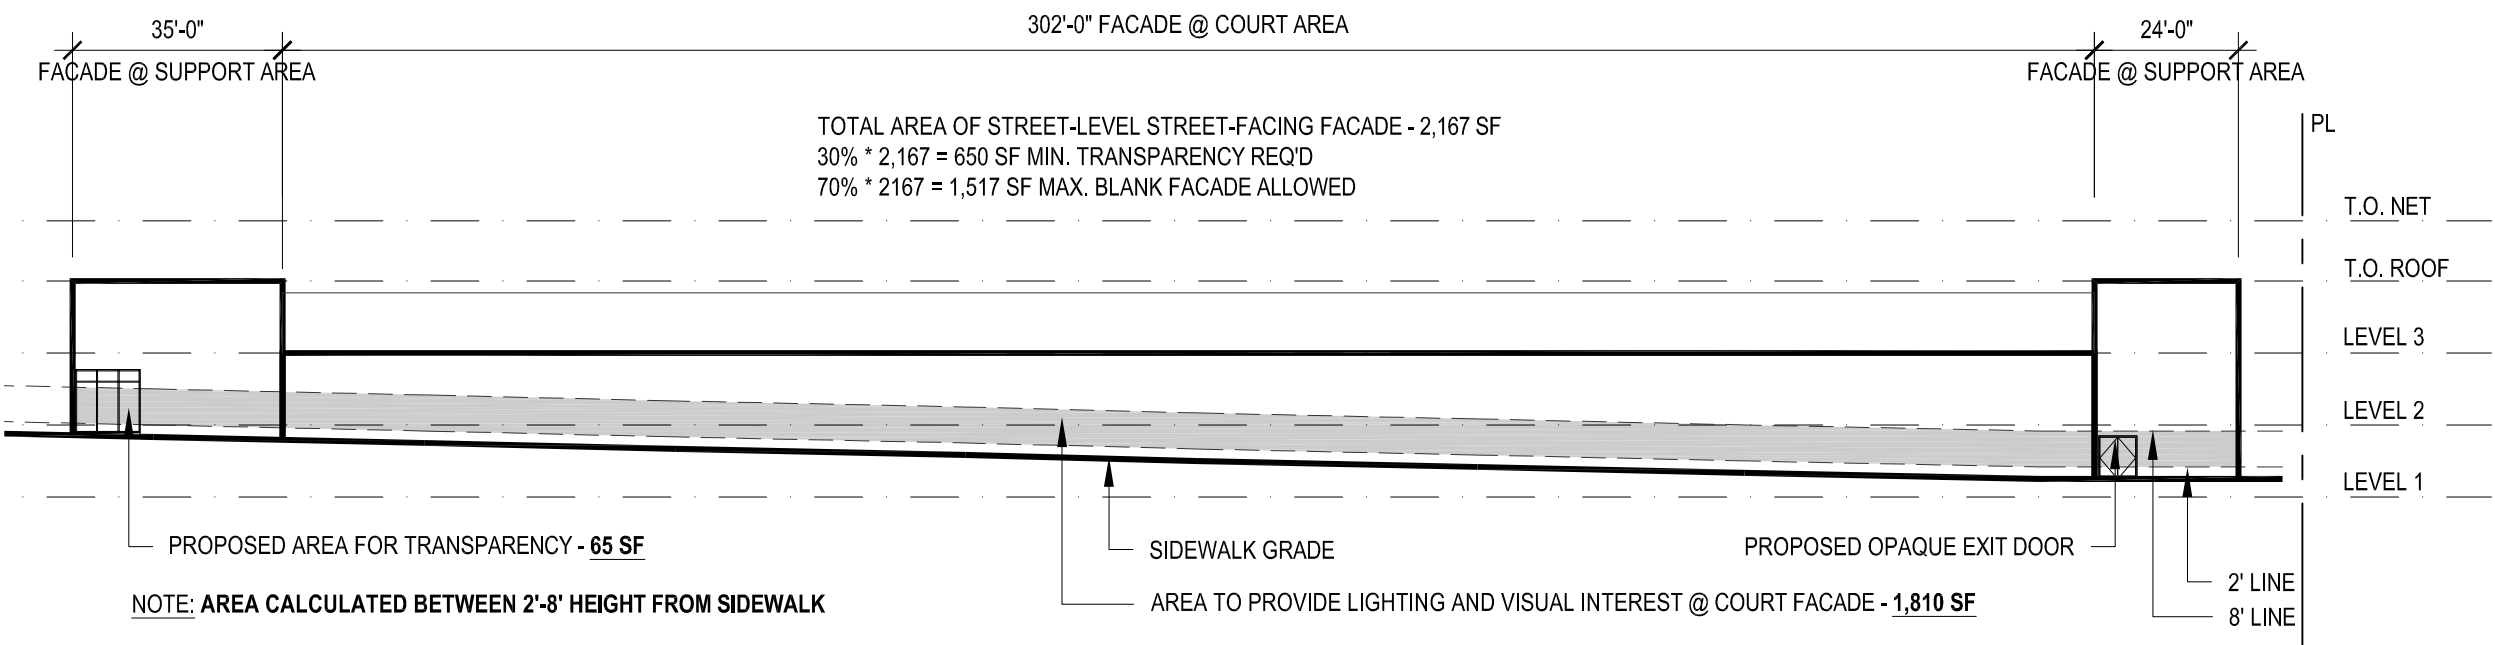 35'-0"
302'-0" FACADE @ COURT AREA
24'-0"
FACADE @ SUPPORT AREA
FACADE @ SUPPORT AREA
TOTAL AREA OF STREET-LEVEL STREET-FACING FACADE - 2,167 SF
30% * 2,167 = 650 SF MIN. TRANSPARENCY REQ'D
70% * 2167 = 1,517 SF MAX. BLANK FACADE ALLOWED
PL
T.O. NET
T.O. ROOF
LEVEL 3
LEVEL 2
LEVEL 1
PROPOSED AREA FOR TRANSPARENCY - 65 SF
SIDEWALK GRADE
PROPOSED OPAQUE EXIT DOOR
2' LINE
NOTE: AREA CALCULATED BETWEEN 2'-8' HEIGHT FROM SIDEWALK
AREA TO PROVIDE LIGHTING AND VISUAL INTEREST @ COURT FACADE - 1,810 SF
8' LINE